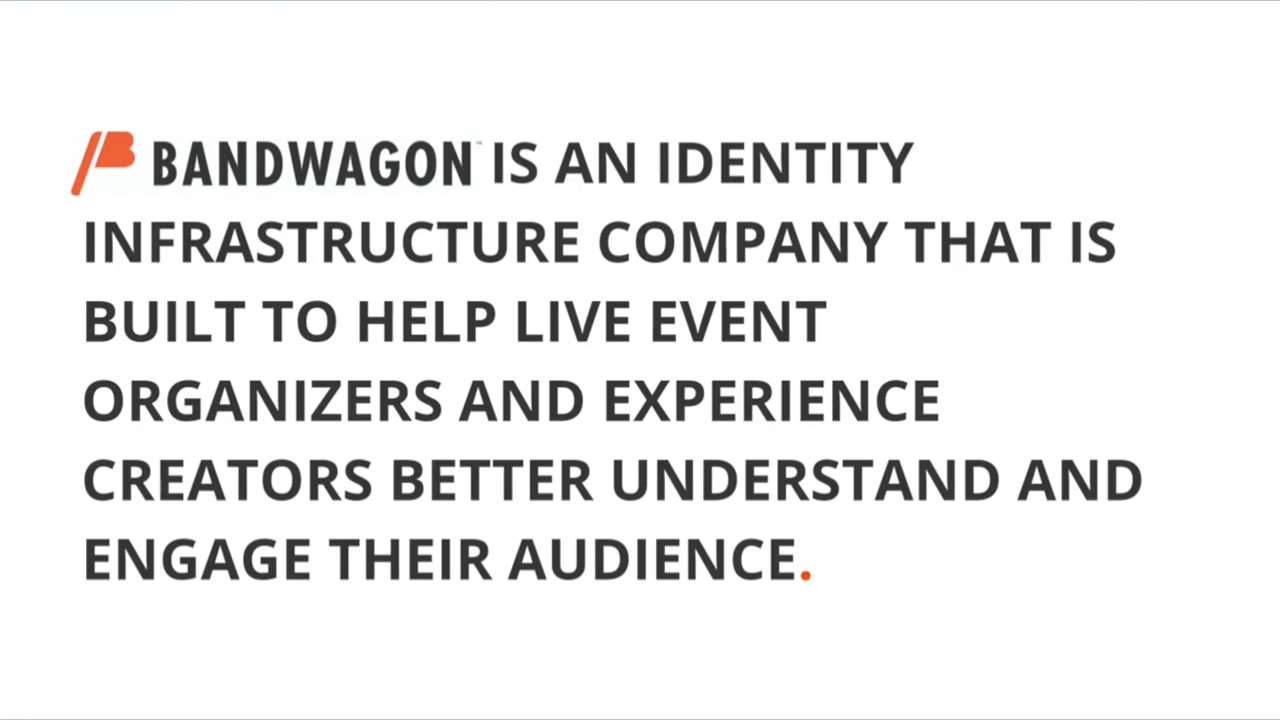 BANDWAGON™ IS AN IDENTITY
INFRASTRUCTURE COMPANY THAT IS
BUILT TO HELP LIVE EVENT
ORGANIZERS AND EXPERIENCE
CREATORS BETTER UNDERSTAND AND
ENGAGE THEIR AUDIENCE.